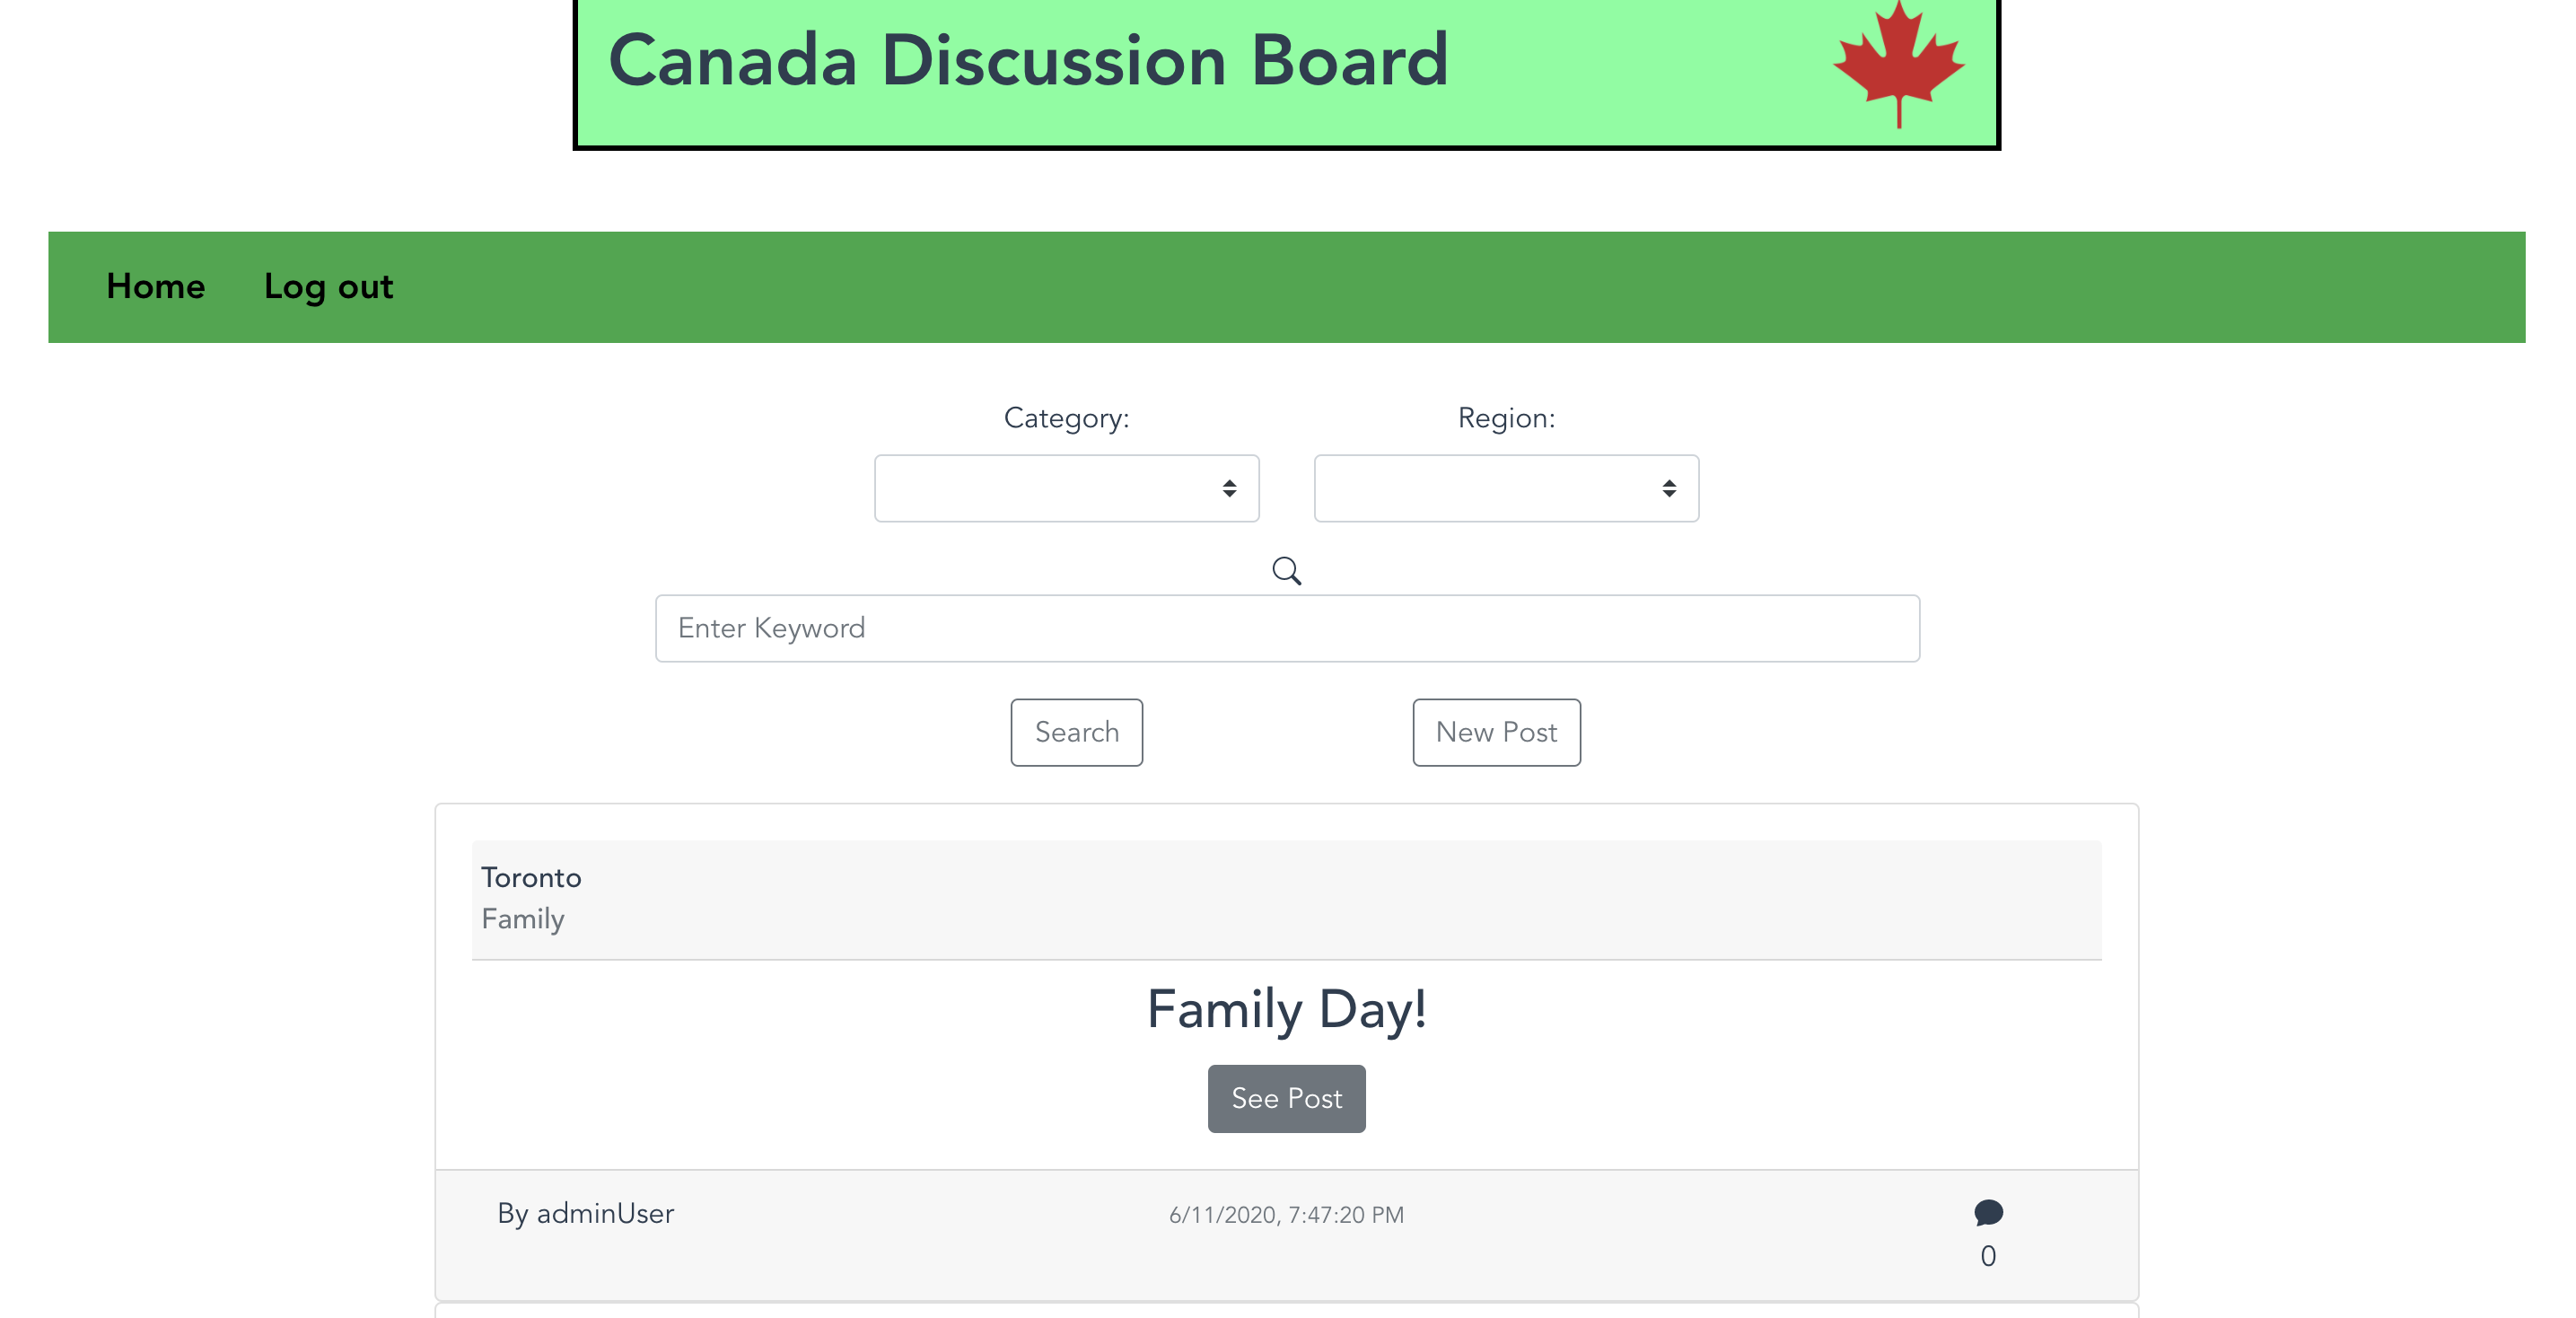 Canada Discussion Board
Home Log out
Category: Region:
Enter Keyword
Search New Post
Toronto
Family
Family Day!
See Post
By adminUser 6/11/2020, 7:47:20 PM
0